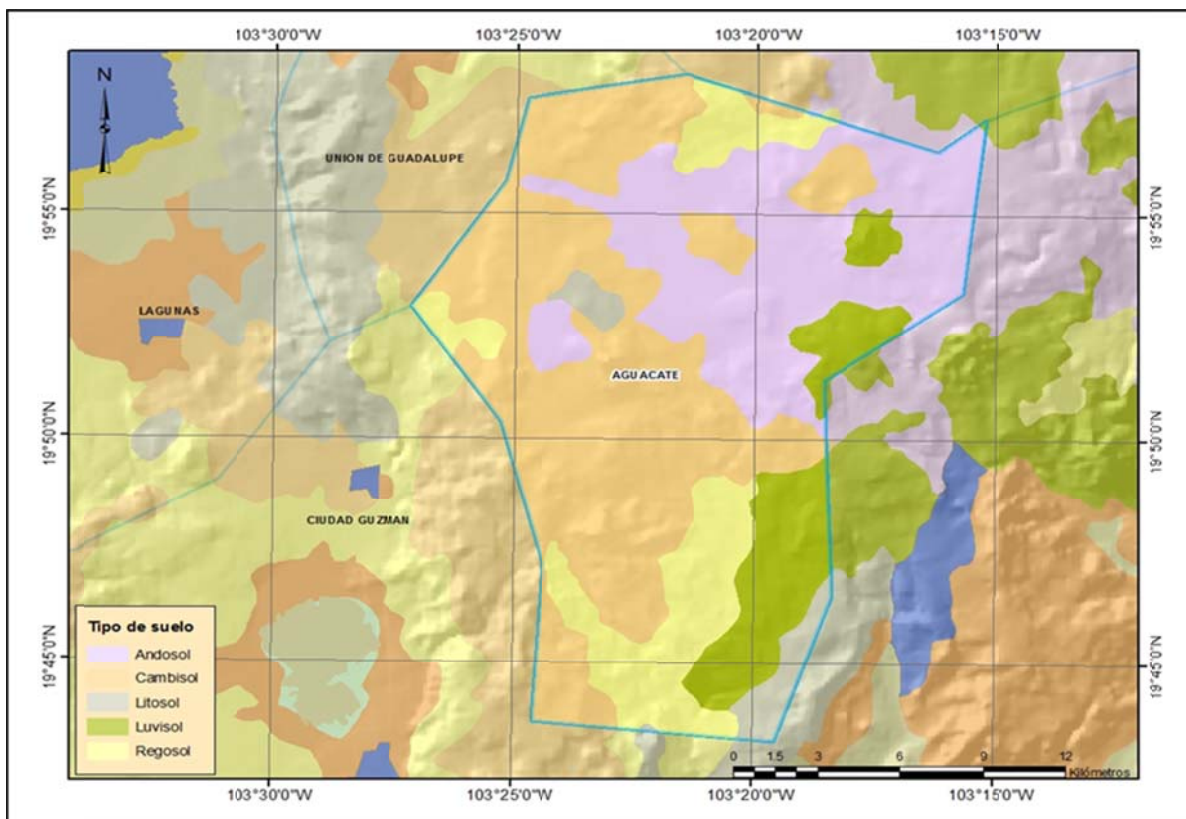 103°30'0"W 103°25'0"W 103°20'0"W 103°15'0"W
N
UNION DE GUADALUPE
19°55'0"N 19°55'0"N
LAGUNAS
AGUACATE
19°50'0"N 19°50'0"N
CIUDAD GUZMAN
Tipo de suelo
Andosol
Cambisol
Litosol
Luvisol
Regosol
19°45'0"N 19°45'0"N
0 1.5 3 6 9 12
Kilómetros
103°30'0"W 103°25'0"W 103°20'0"W 103°15'0"W